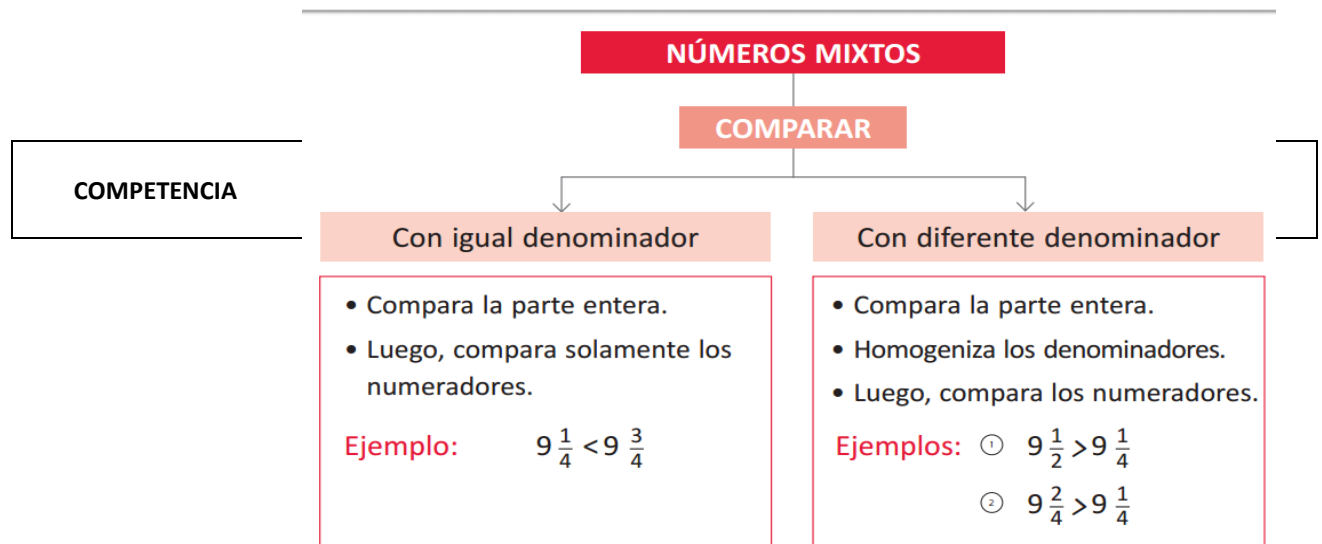 NÚMEROS MIXTOS
COMPARAR
COMPETENCIA
Con igual denominador
• Compara la parte entera.
• Luego, compara solamente los
numeradores.
Ejemplo: 9 1/4 < 9 3/4
Con diferente denominador
• Compara la parte entera.
• Homogeniza los denominadores.
• Luego, compara los numeradores.
Ejemplos: ① 9 1/2 > 9 1/4
② 9 2/4 > 9 1/4